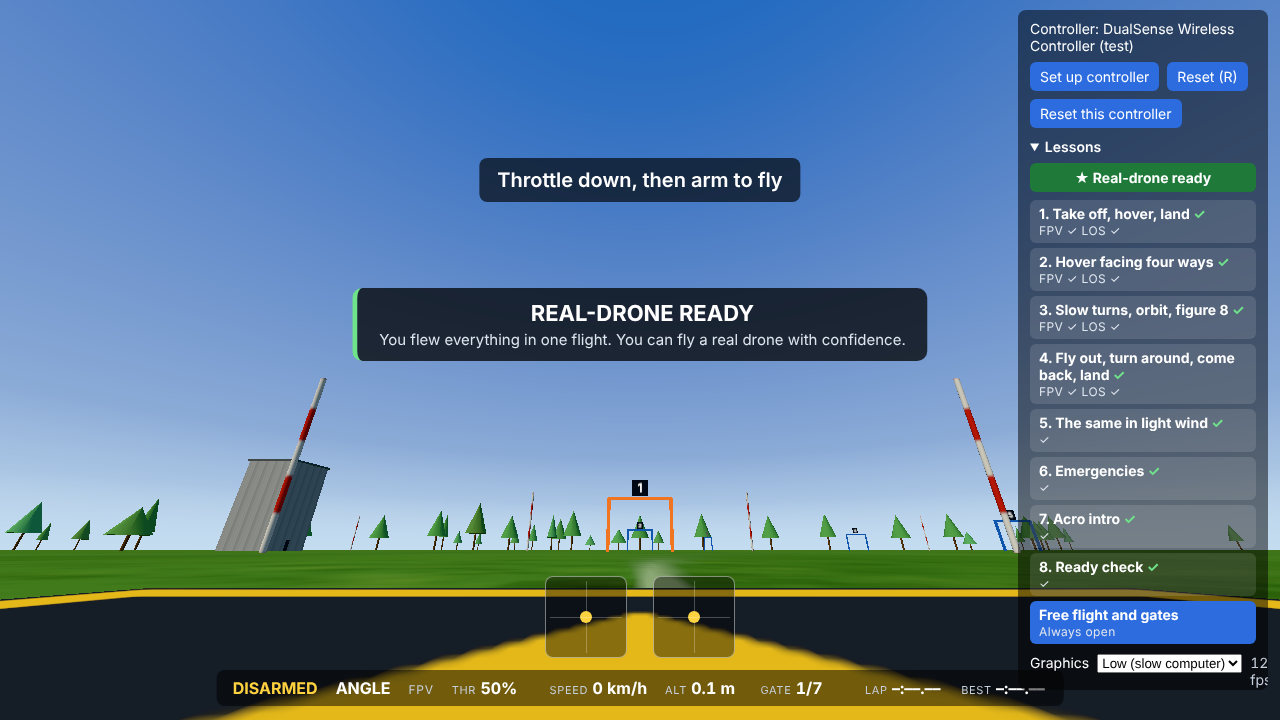 Controller: DualSense Wireless
Controller (test)
Set up controller
Reset (R)
Reset this controller
▼ Lessons
★ Real-drone ready
Throttle down, then arm to fly
1. Take off, hover, land ✓
FPV ✓ LOS ✓
2. Hover facing four ways ✓
FPV ✓ LOS ✓
REAL-DRONE READY
You flew everything in one flight. You can fly a real drone with confidence.
3. Slow turns, orbit, figure 8 ✓
FPV ✓ LOS ✓
4. Fly out, turn around, come
back, land ✓
FPV ✓ LOS ✓
5. The same in light wind ✓
✓
6. Emergencies ✓
✓
7. Acro intro ✓
✓
8. Ready check ✓
✓
1
Free flight and gates
Always open
Graphics Low (slow computer) 12
fps
DISARMED ANGLE FPV THR 50% SPEED 0 km/h ALT 0.1 m GATE 1/7 LAP –:––.–– BEST –:––.––